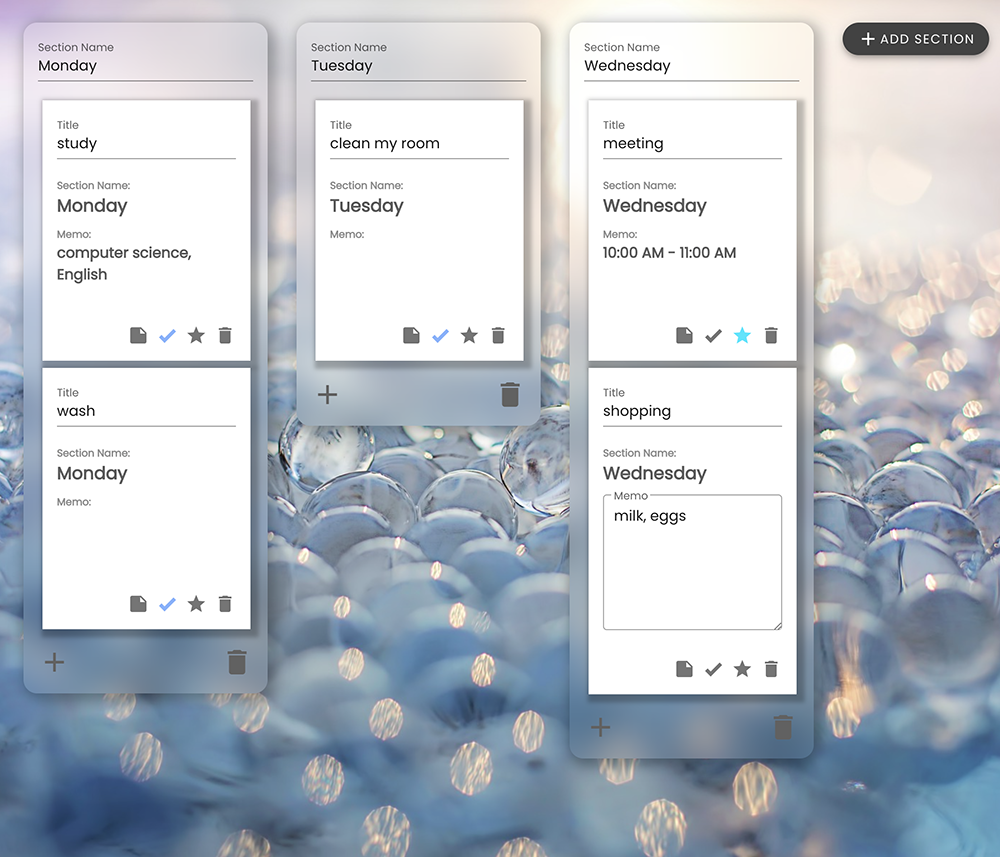 Section Name
Monday
Title
study
Section Name:
Monday
Memo:
computer science,
English
Title
wash
Section Name:
Monday
Memo:
Section Name
Tuesday
Title
clean my room
Section Name:
Tuesday
Memo:
Section Name
Wednesday
Title
meeting
Section Name:
Wednesday
Memo:
10:00 AM - 11:00 AM
Title
shopping
Section Name:
Wednesday
Memo
milk, eggs
ADD SECTION